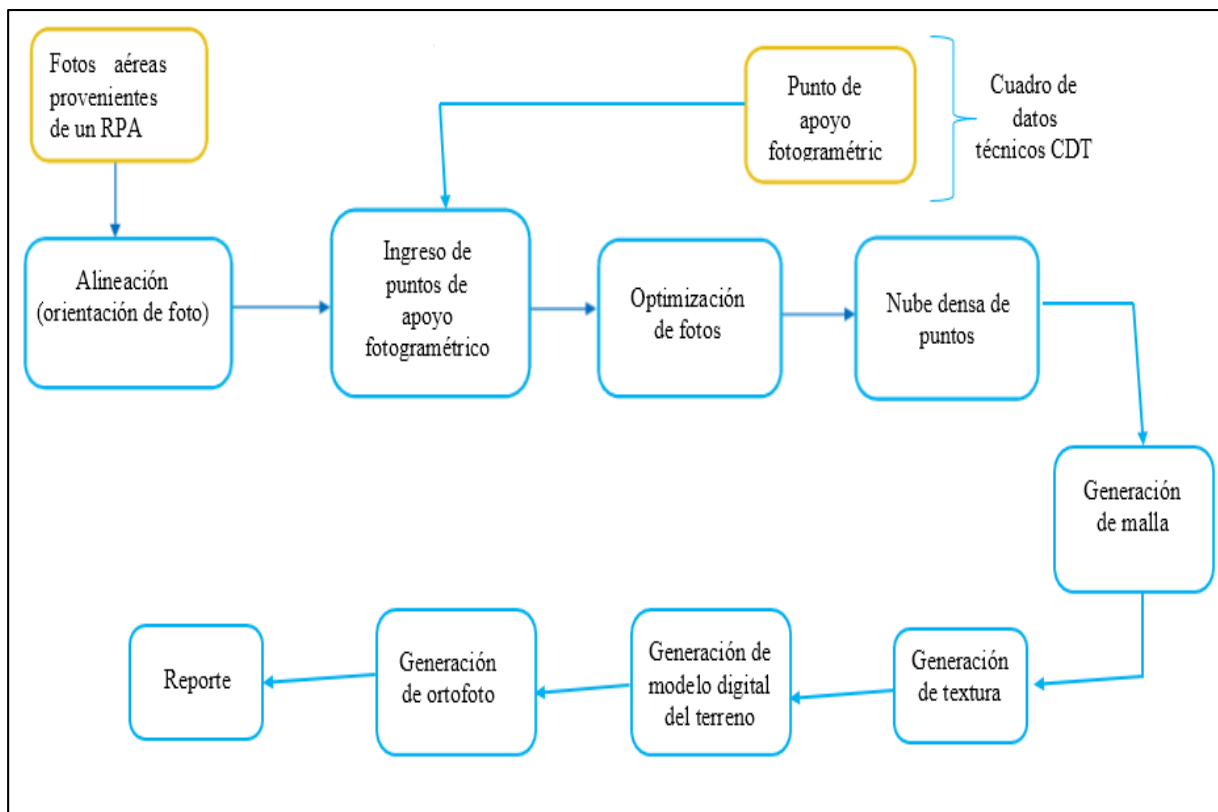 Fotos aéreas
provenientes
de un RPA
Punto de
apoyo
fotogramétric
Cuadro de
datos
técnicos CDT
Alineación
(orientación de foto)
Ingreso de
puntos de
apoyo
fotogramétrico
Optimización
de fotos
Nube densa de
puntos
Generación
de malla
Generación
de textura
Generación de
modelo digital
del terreno
Generación
de ortofoto
Reporte